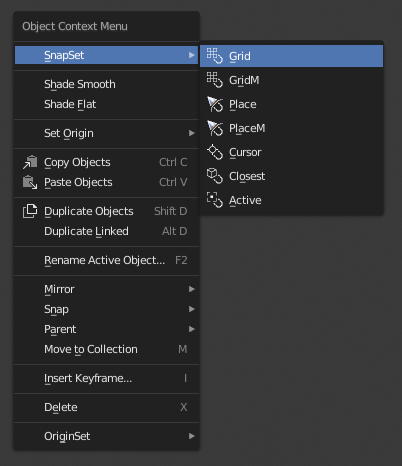 Object Context Menu
SnapSet
Shade Smooth
Shade Flat
Set Origin
Copy Objects Ctrl C
Paste Objects Ctrl V
Duplicate Objects Shift D
Duplicate Linked Alt D
Rename Active Object... F2
Mirror
Snap
Parent
Move to Collection M
Insert Keyframe... I
Delete X
OriginSet
Grid
GridM
Place
PlaceM
Cursor
Closest
Active